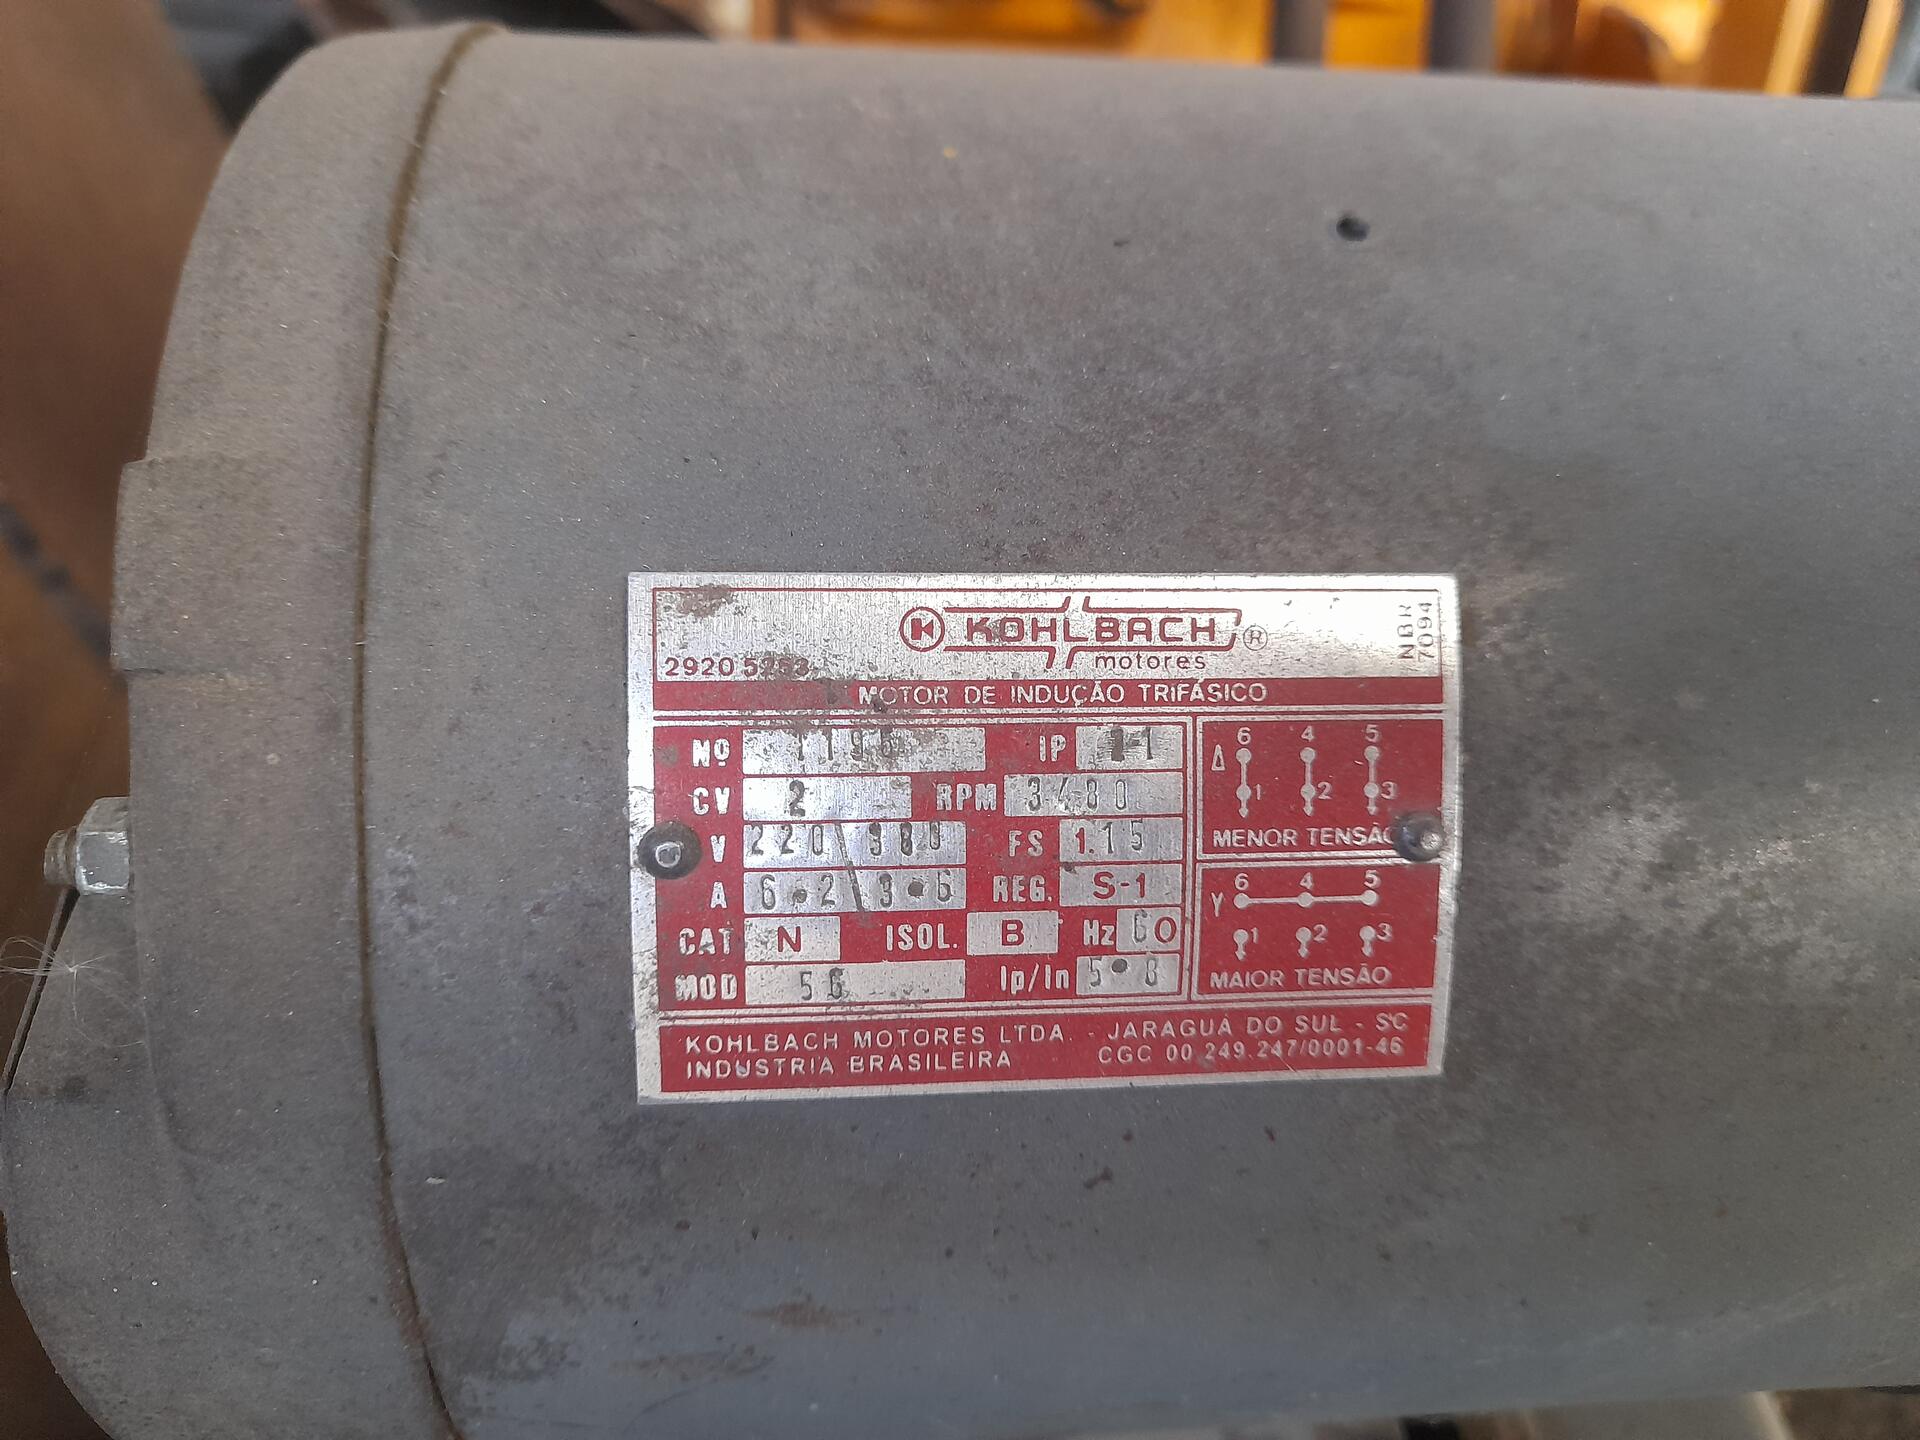 K KOHLBACH ®
motores
NBR 7094
2920
MOTOR DE INDUÇÃO TRIFÁSICO
Nº IP
CV 2 RPM 3480
V 220/380 FS 1.15
A 6.2/3.6 REG. S-1
CAT N ISOL. B Hz 60
MOD 56 Ip/In 5.8
Δ 6 4 5
1 2 3
MENOR TENSÃO
Y 6 4 5
1 2 3
MAIOR TENSÃO
KOHLBACH MOTORES LTDA. - JARAGUÁ DO SUL - SC
INDUSTRIA BRASILEIRA CGC 00.249.247/0001-46